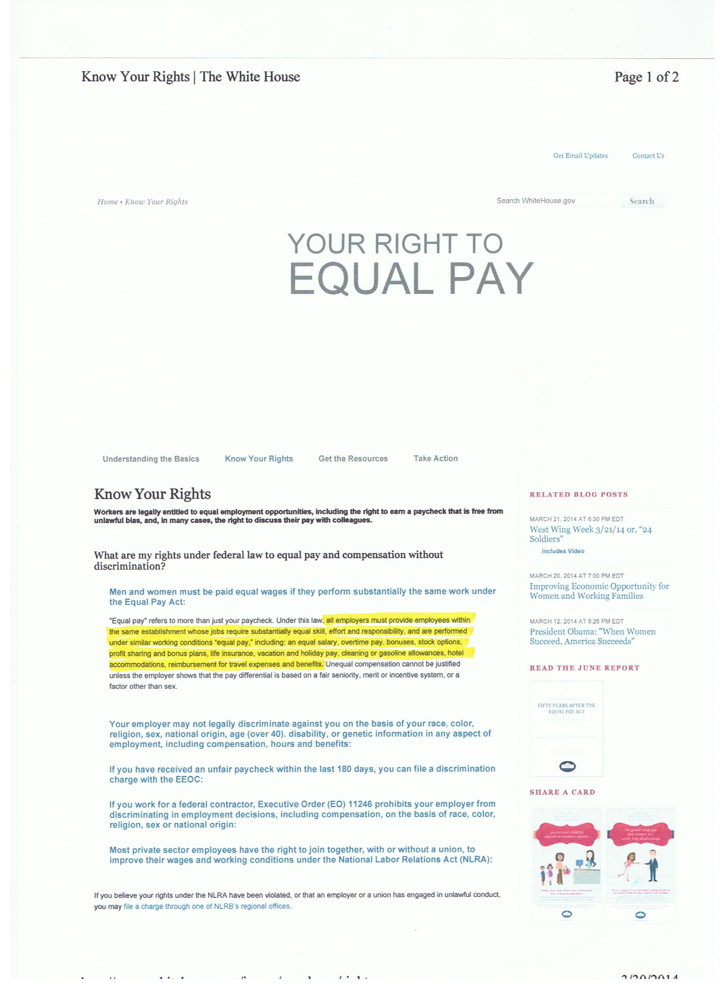 Know Your Rights | The White House
Page 1 of 2
Get Email Updates
Contact Us
Home • Know Your Rights
Search WhiteHouse.gov
Search
YOUR RIGHT TO
EQUAL PAY
Understanding the Basics
Know Your Rights
Get the Resources
Take Action
Know Your Rights
Workers are legally entitled to equal employment opportunities, including the right to earn a paycheck that is free from
unlawful bias, and, in many cases, the right to discuss their pay with colleagues.
What are my rights under federal law to equal pay and compensation without
discrimination?
Men and women must be paid equal wages if they perform substantially the same work under
the Equal Pay Act:
"Equal pay" refers to more than just your paycheck. Under this law, all employers must provide employees within
the same establishment whose jobs require substantially equal skill, effort and responsibility, and are performed
under similar working conditions "equal pay," including: an equal salary, overtime pay, bonuses, stock options,
profit sharing and bonus plans, life insurance, vacation and holiday pay, cleaning or gasoline allowances, hotel
accommodations, reimbursement for travel expenses and benefits. Unequal compensation cannot be justified
unless the employer shows that the pay differential is based on a fair seniority, merit or incentive system, or a
factor other than sex.
Your employer may not legally discriminate against you on the basis of your race, color,
religion, sex, national origin, age (over 40). disability, or genetic information in any aspect of
employment, including compensation, hours and benefits:
If you have received an unfair paycheck within the last 180 days, you can file a discrimination
charge with the EEOC:
If you work for a federal contractor, Executive Order (EO) 11246 prohibits your employer from
discriminating in employment decisions, including compensation, on the basis of race, color,
religion, sex or national origin:
Most private sector employees have the right to join together, with or without a union, to
improve their wages and working conditions under the National Labor Relations Act (NLRA):
If you believe your rights under the NLRA have been violated, or that an employer or a union has engaged in unlawful conduct,
you may file a charge through one of NLRB's regional offices.
RELATED BLOG POSTS
MARCH 21, 2014 AT 6:30 PM EDT
West Wing Week 3/21/14 or, “24
Soldiers”
Includes Video
MARCH 20, 2014 AT 7:00 PM EDT
Improving Economic Opportunity for
Women and Working Families
MARCH 12, 2014 AT 8:26 PM EDT
President Obama: "When Women
Succeed, America Succeeds"
READ THE JUNE REPORT
FIFTY YEARS AFTER THE
EQUAL PAY ACT
SHARE A CARD
EQUAL PAY
depend on women's salaries
EQUAL PAY
The gender wage gap
puts women at a
career long disadvantage
3/30/2014